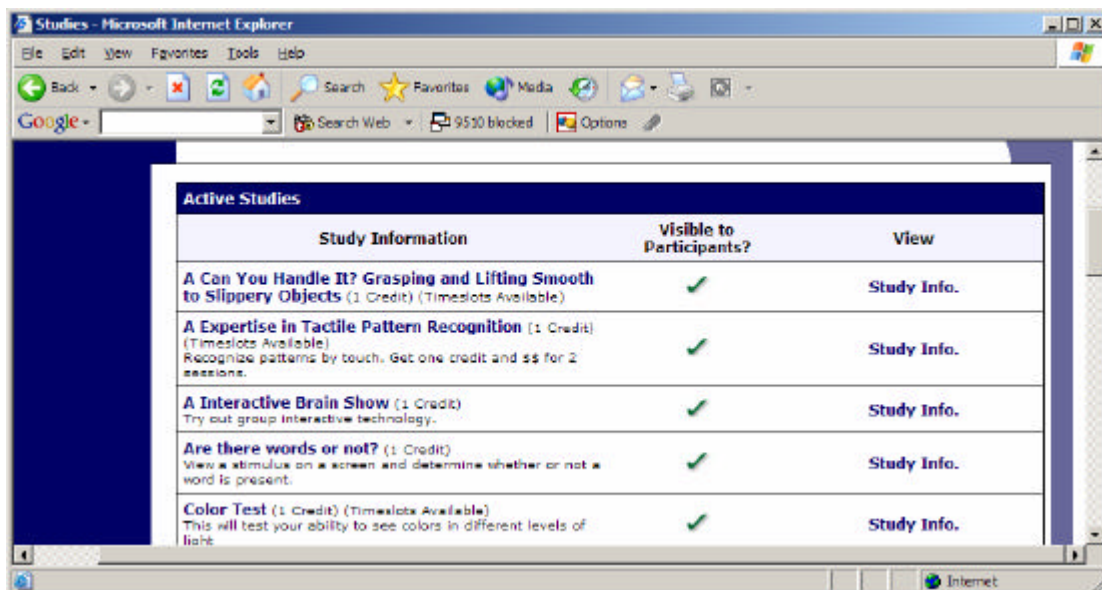 Studies - Microsoft Internet Explorer
File Edit View Favorites Tools Help
Back Search Favorites Media
Google Search Web 9510 blocked Options
Active Studies
Study Information Visible to Participants? View
A Can You Handle It? Grasping and Lifting Smooth
to Slippery Objects (1 Credit) (Timeslots Available) Study Info.
A Expertise in Tactile Pattern Recognition (1 Credit)
(Timeslots Available)
Recognize patterns by touch. Get one credit and $$ for 2
sessions. Study Info.
A Interactive Brain Show (1 Credit)
Try out group interactive technology. Study Info.
Are there words or not? (1 Credit)
View a stimulus on a screen and determine whether or not a
word is present. Study Info.
Color Test (1 Credit) (Timeslots Available)
This will test your ability to see colors in different levels of
light Study Info.
Internet